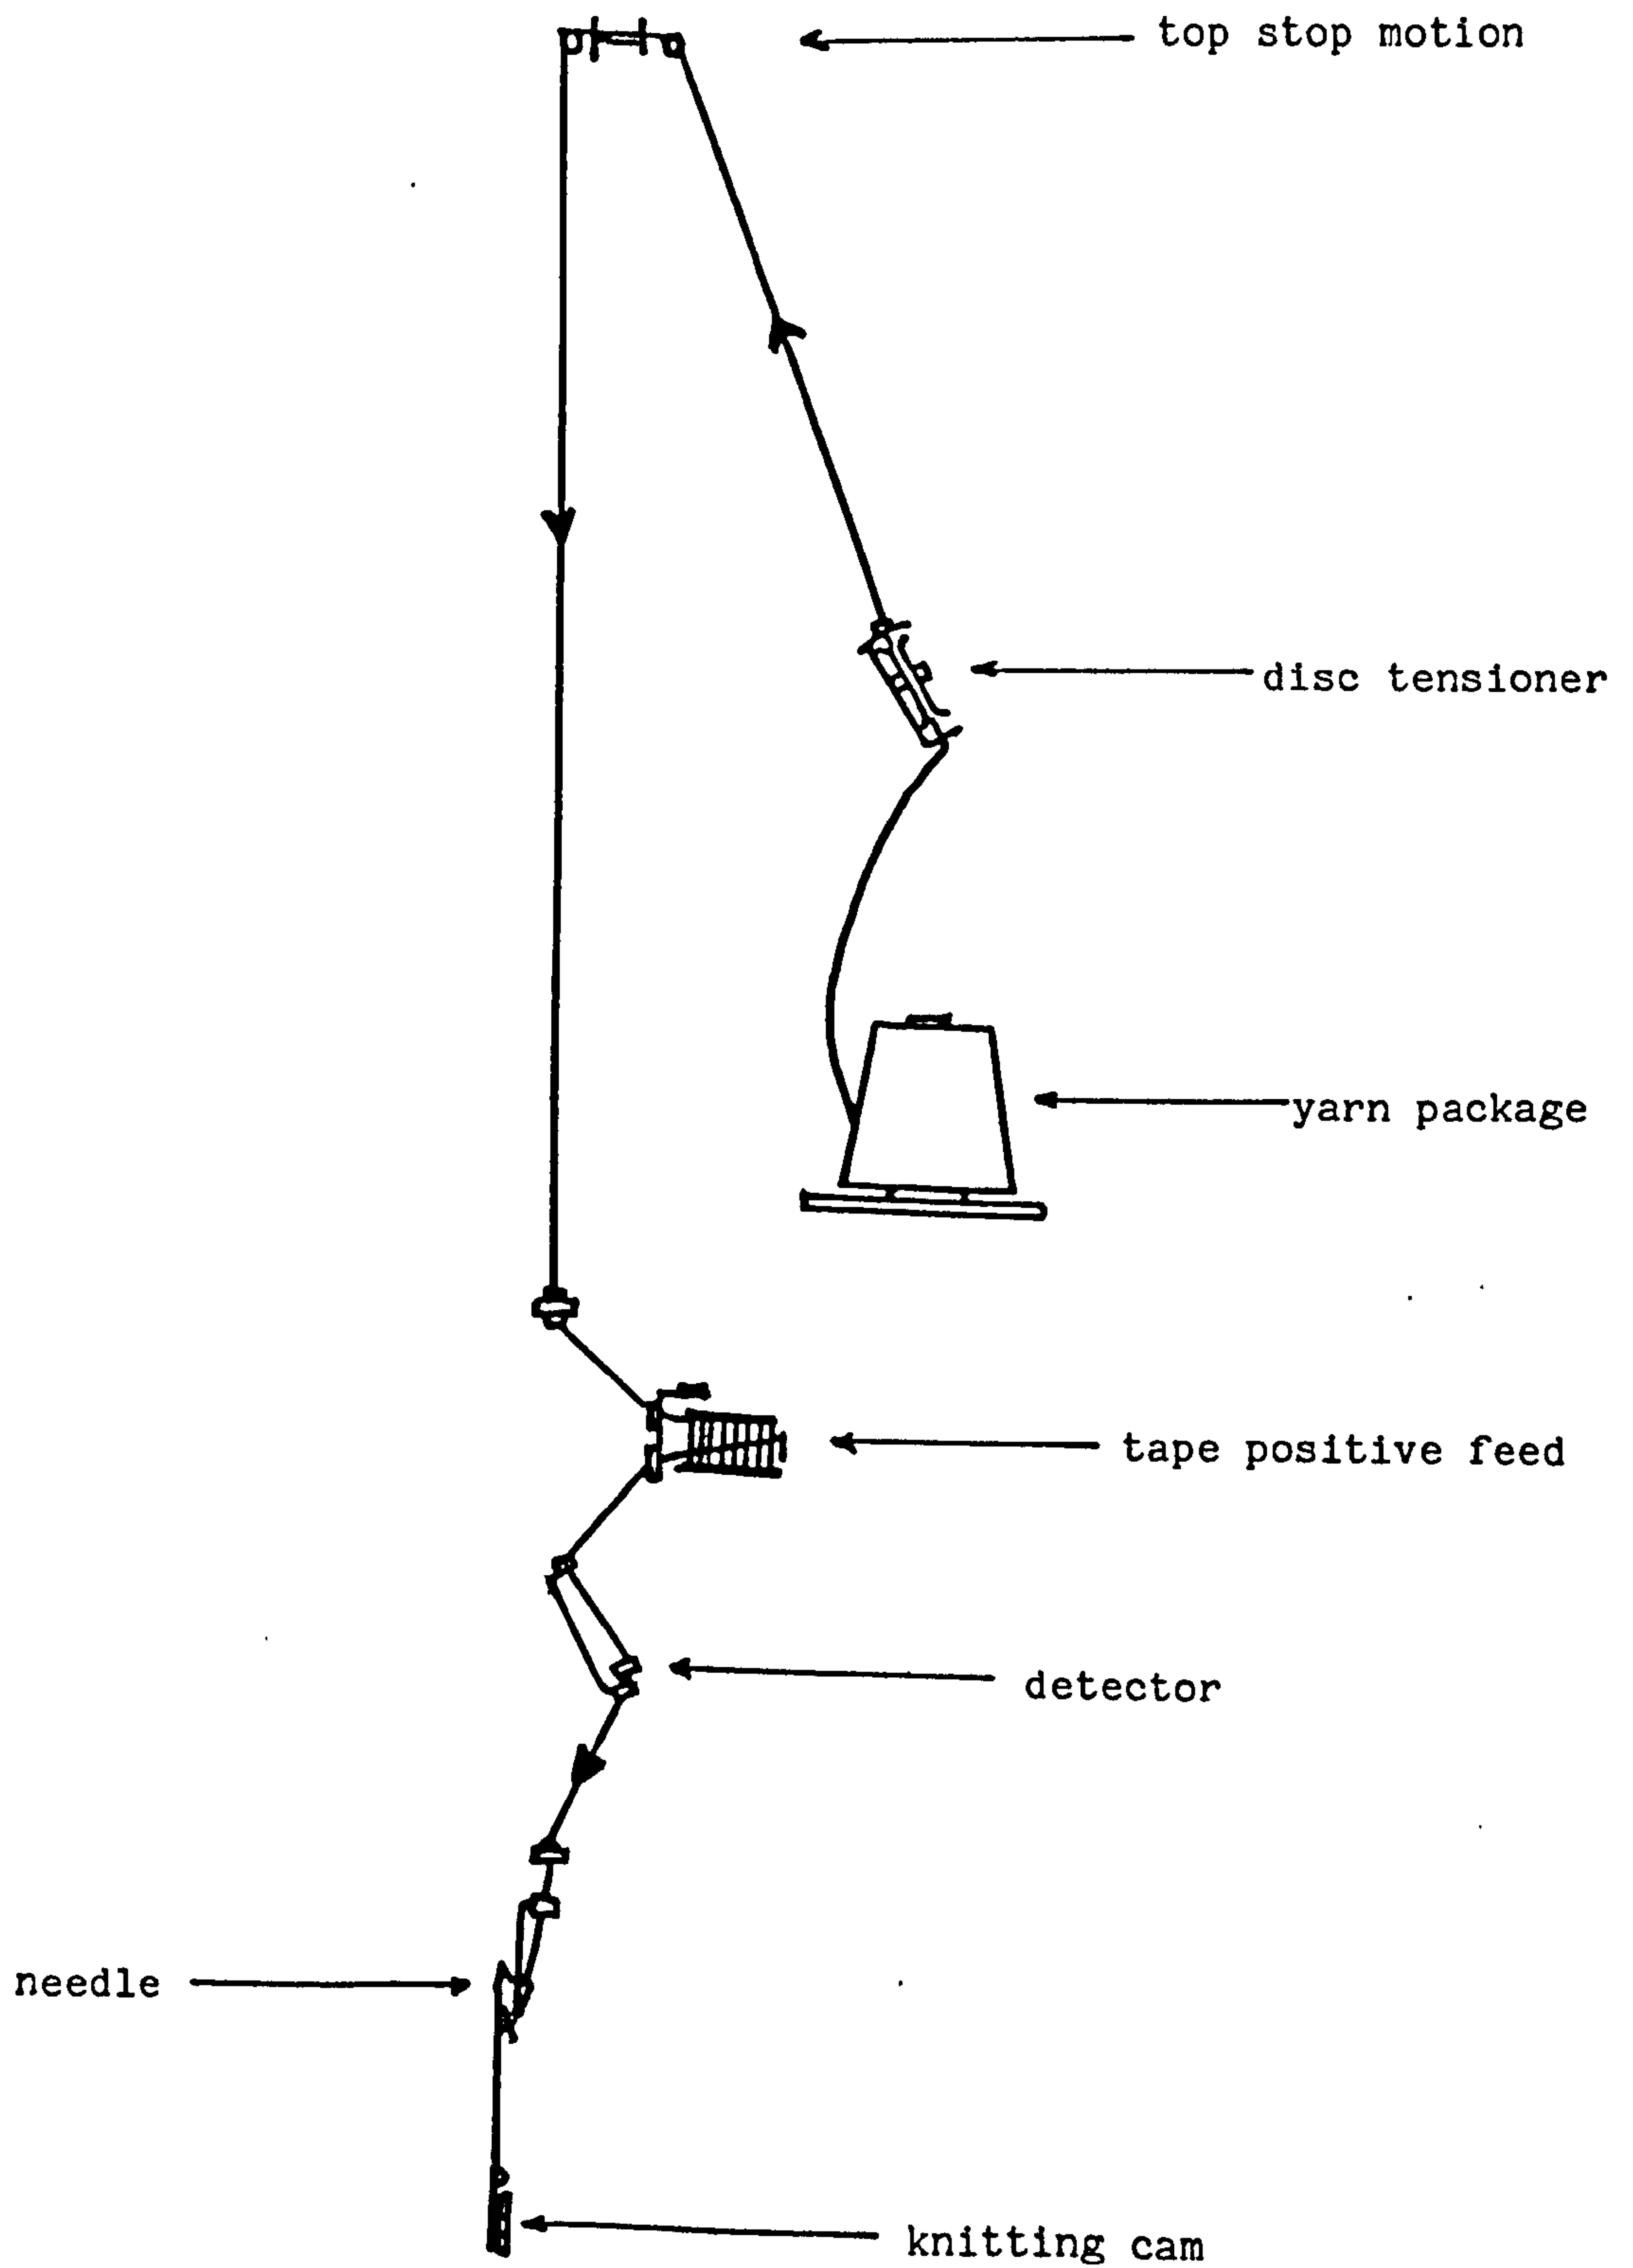 top stop motion
disc tensioner
yarn package
tape positive feed
detector
needle
knitting cam